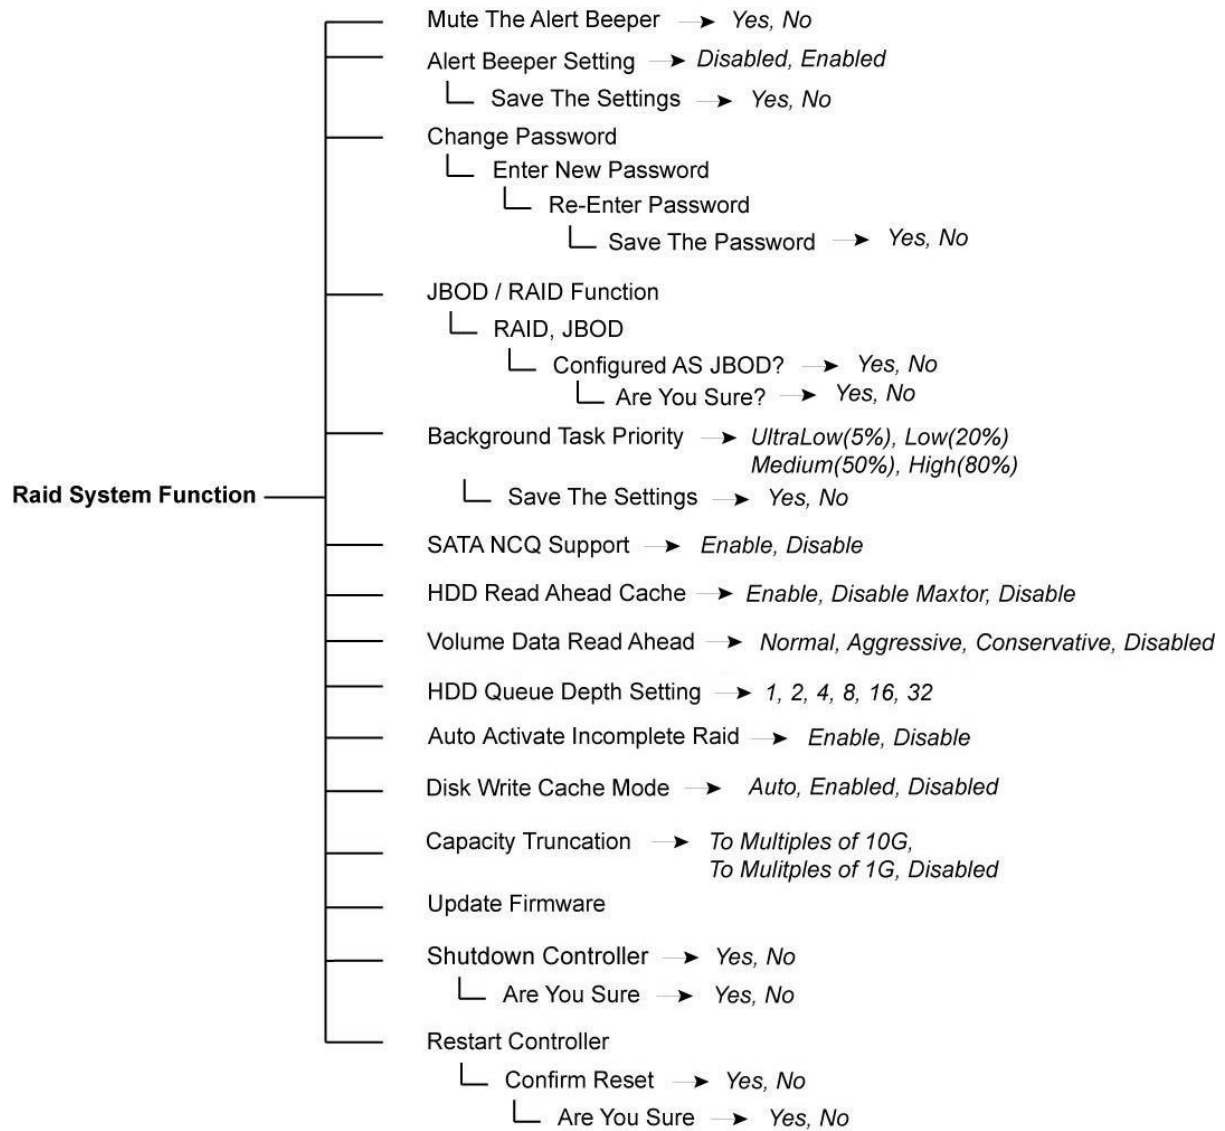 Mute The Alert Beeper Yes, No
Alert Beeper Setting Disabled, Enabled
Save The Settings Yes, No
Change Password
Enter New Password
Re-Enter Password
Save The Password Yes, No
JBOD / RAID Function
RAID, JBOD
Configured AS JBOD? Yes, No
Are You Sure? Yes, No
Background Task Priority UltraLow(5%), Low(20%)
Medium(50%), High(80%)
Raid System Function
Save The Settings Yes, No
SATA NCQ Support Enable, Disable
HDD Read Ahead Cache Enable, Disable Maxtor, Disable
Volume Data Read Ahead Normal, Aggressive, Conservative, Disabled
HDD Queue Depth Setting 1, 2, 4, 8, 16, 32
Auto Activate Incomplete Raid Enable, Disable
Disk Write Cache Mode Auto, Enabled, Disabled
Capacity Truncation To Multiples of 10G,
To Mulitples of 1G, Disabled
Update Firmware
Shutdown Controller Yes, No
Are You Sure Yes, No
Restart Controller
Confirm Reset Yes, No
Are You Sure Yes, No